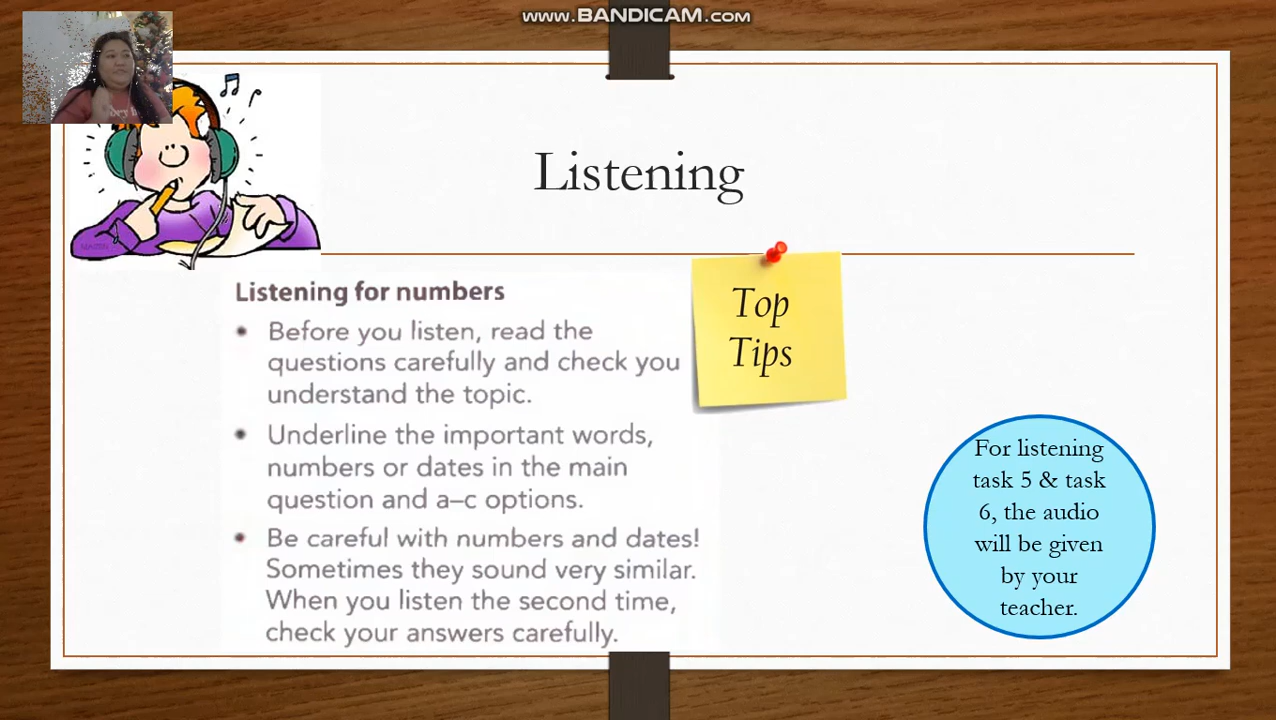 www.BANDICAM.com
Listening
Listening for numbers
• Before you listen, read the
questions carefully and check you
understand the topic.
• Underline the important words,
numbers or dates in the main
question and a–c options.
• Be careful with numbers and dates!
Sometimes they sound very similar.
When you listen the second time,
check your answers carefully.
Top
Tips
For listening
task 5 & task
6, the audio
will be given
by your
teacher.